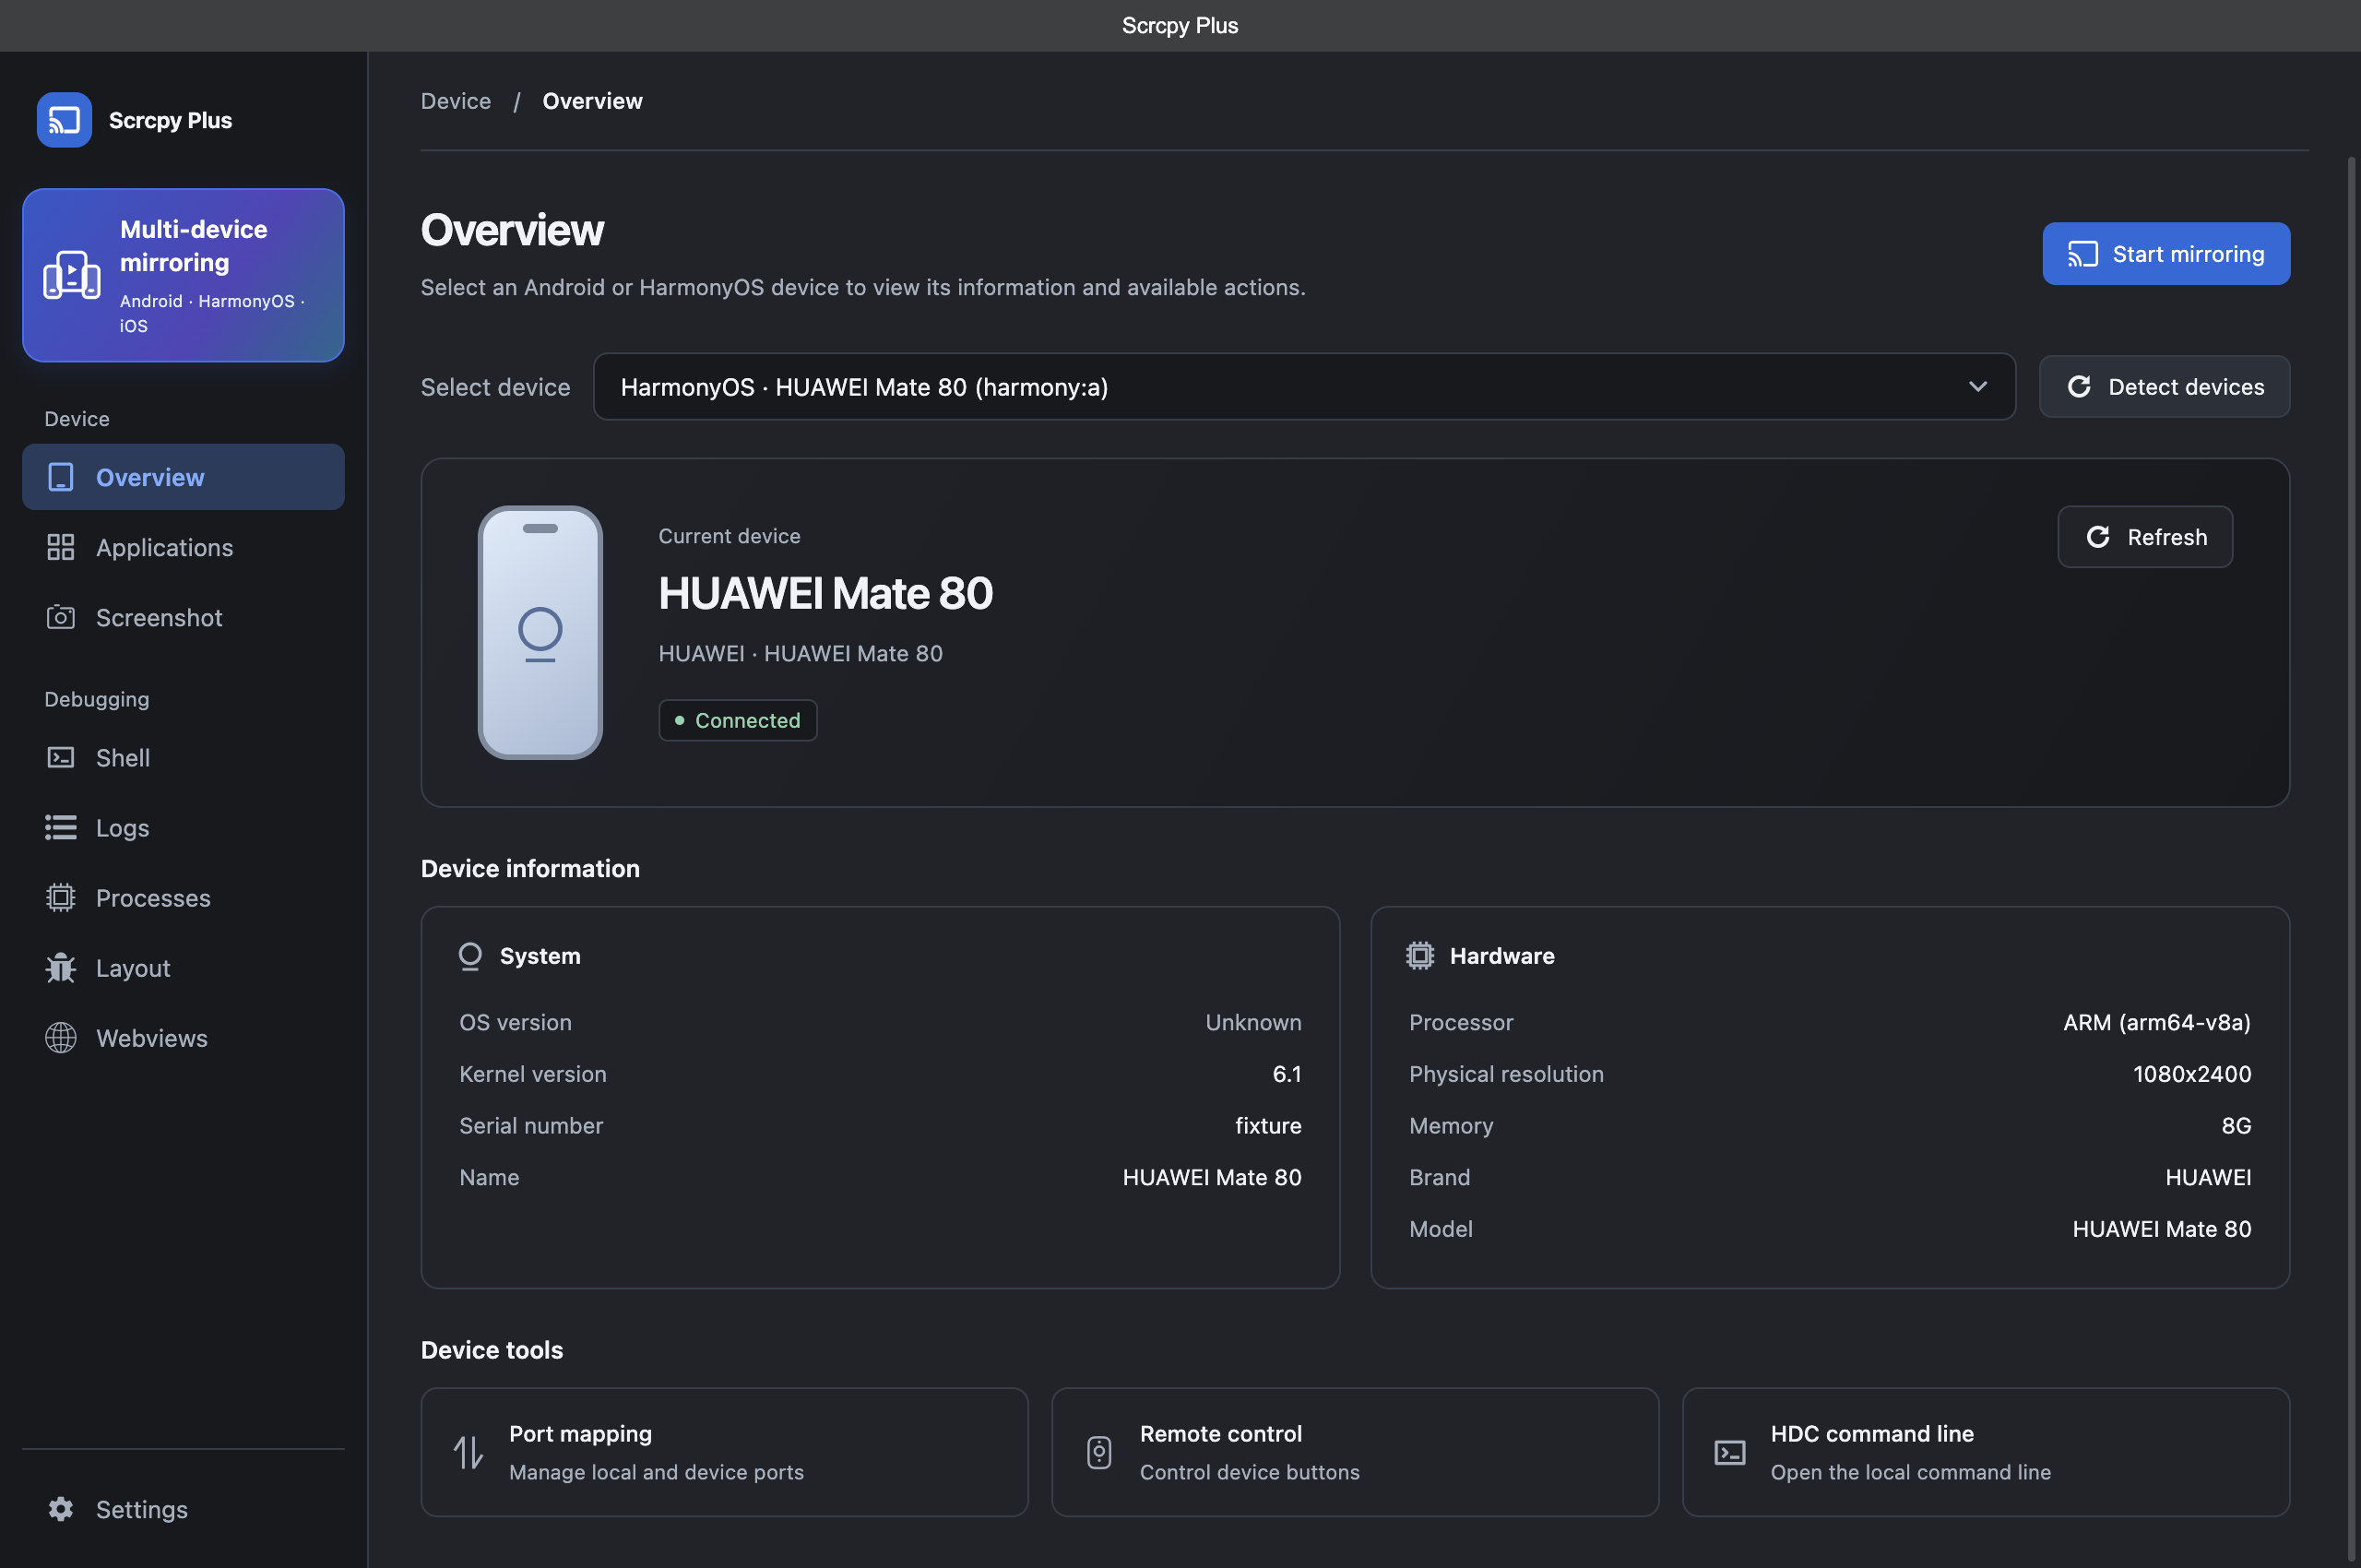 Scrcpy Plus
Scrcpy Plus
Multi-device
mirroring
Android · HarmonyOS ·
iOS
Device
Overview
Applications
Screenshot
Debugging
Shell
Logs
Processes
Layout
Webviews
Settings
Device / Overview
Overview
Select an Android or HarmonyOS device to view its information and available actions.
Start mirroring
Select device
HarmonyOS · HUAWEI Mate 80 (harmony:a)
Detect devices
Current device
HUAWEI Mate 80
HUAWEI · HUAWEI Mate 80
Connected
Refresh
Device information
System
OS version Unknown
Kernel version 6.1
Serial number fixture
Name HUAWEI Mate 80
Hardware
Processor ARM (arm64-v8a)
Physical resolution 1080x2400
Memory 8G
Brand HUAWEI
Model HUAWEI Mate 80
Device tools
Port mapping
Manage local and device ports
Remote control
Control device buttons
HDC command line
Open the local command line